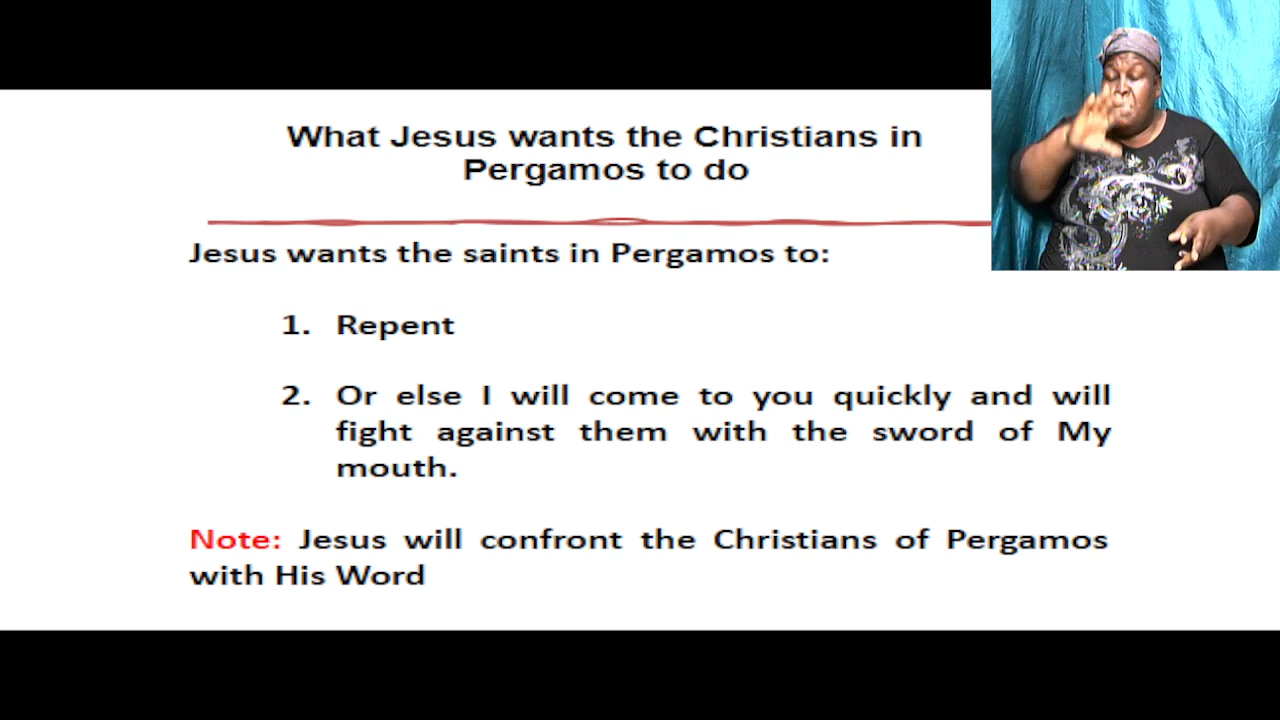 What Jesus wants the Christians in
Pergamos to do
Jesus wants the saints in Pergamos to:
1. Repent
2. Or else I will come to you quickly and will
fight against them with the sword of My
mouth.
Note: Jesus will confront the Christians of Pergamos
with His Word